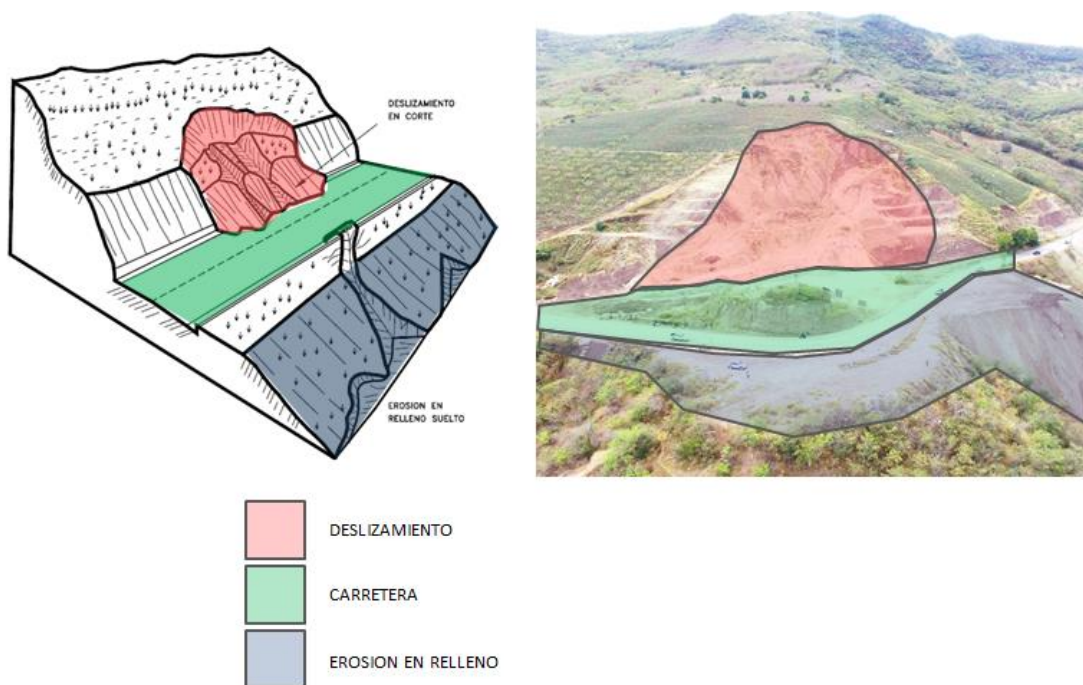 DESLIZAMIENTO
EN CORTE
EROSION EN
RELLENO SUELTO
DESLIZAMIENTO
CARRETERA
EROSION EN RELLENO